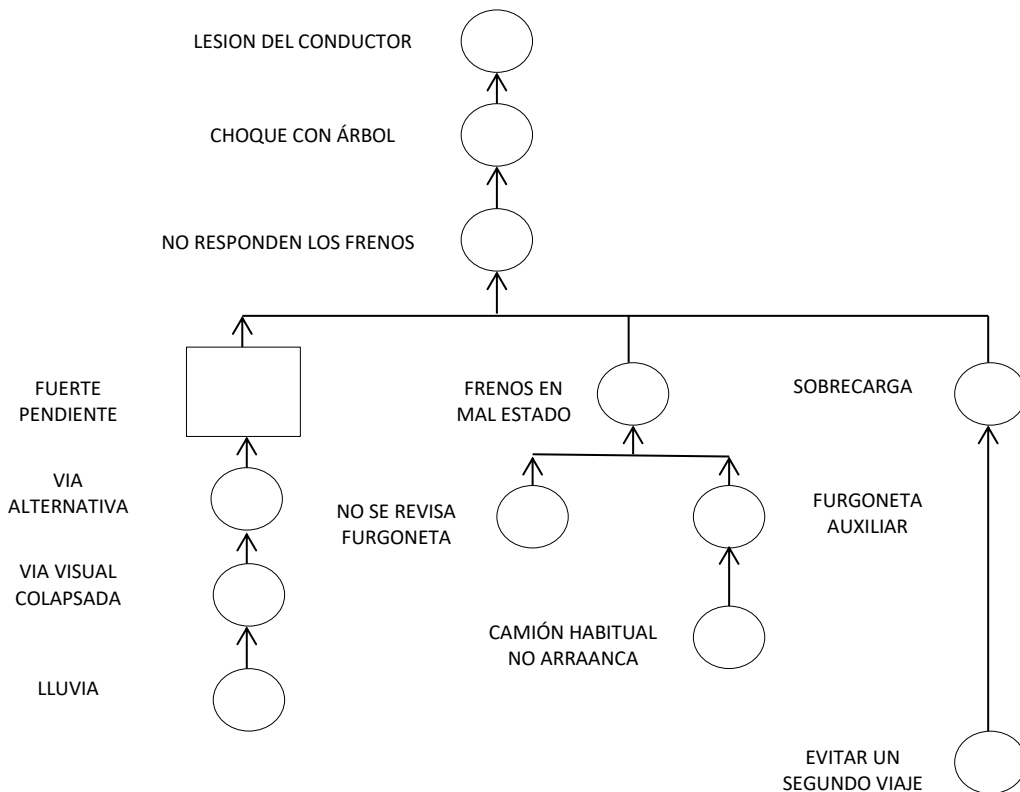 LESION DEL CONDUCTOR
CHOQUE CON ÁRBOL
NO RESPONDEN LOS FRENOS
FUERTE
PENDIENTE
FRENOS EN
MAL ESTADO
SOBRECARGA
VIA
ALTERNATIVA
NO SE REVISA
FURGONETA
FURGONETA
AUXILIAR
VIA VISUAL
COLAPSADA
CAMIÓN HABITUAL
NO ARRAANCA
LLUVIA
EVITAR UN
SEGUNDO VIAJE